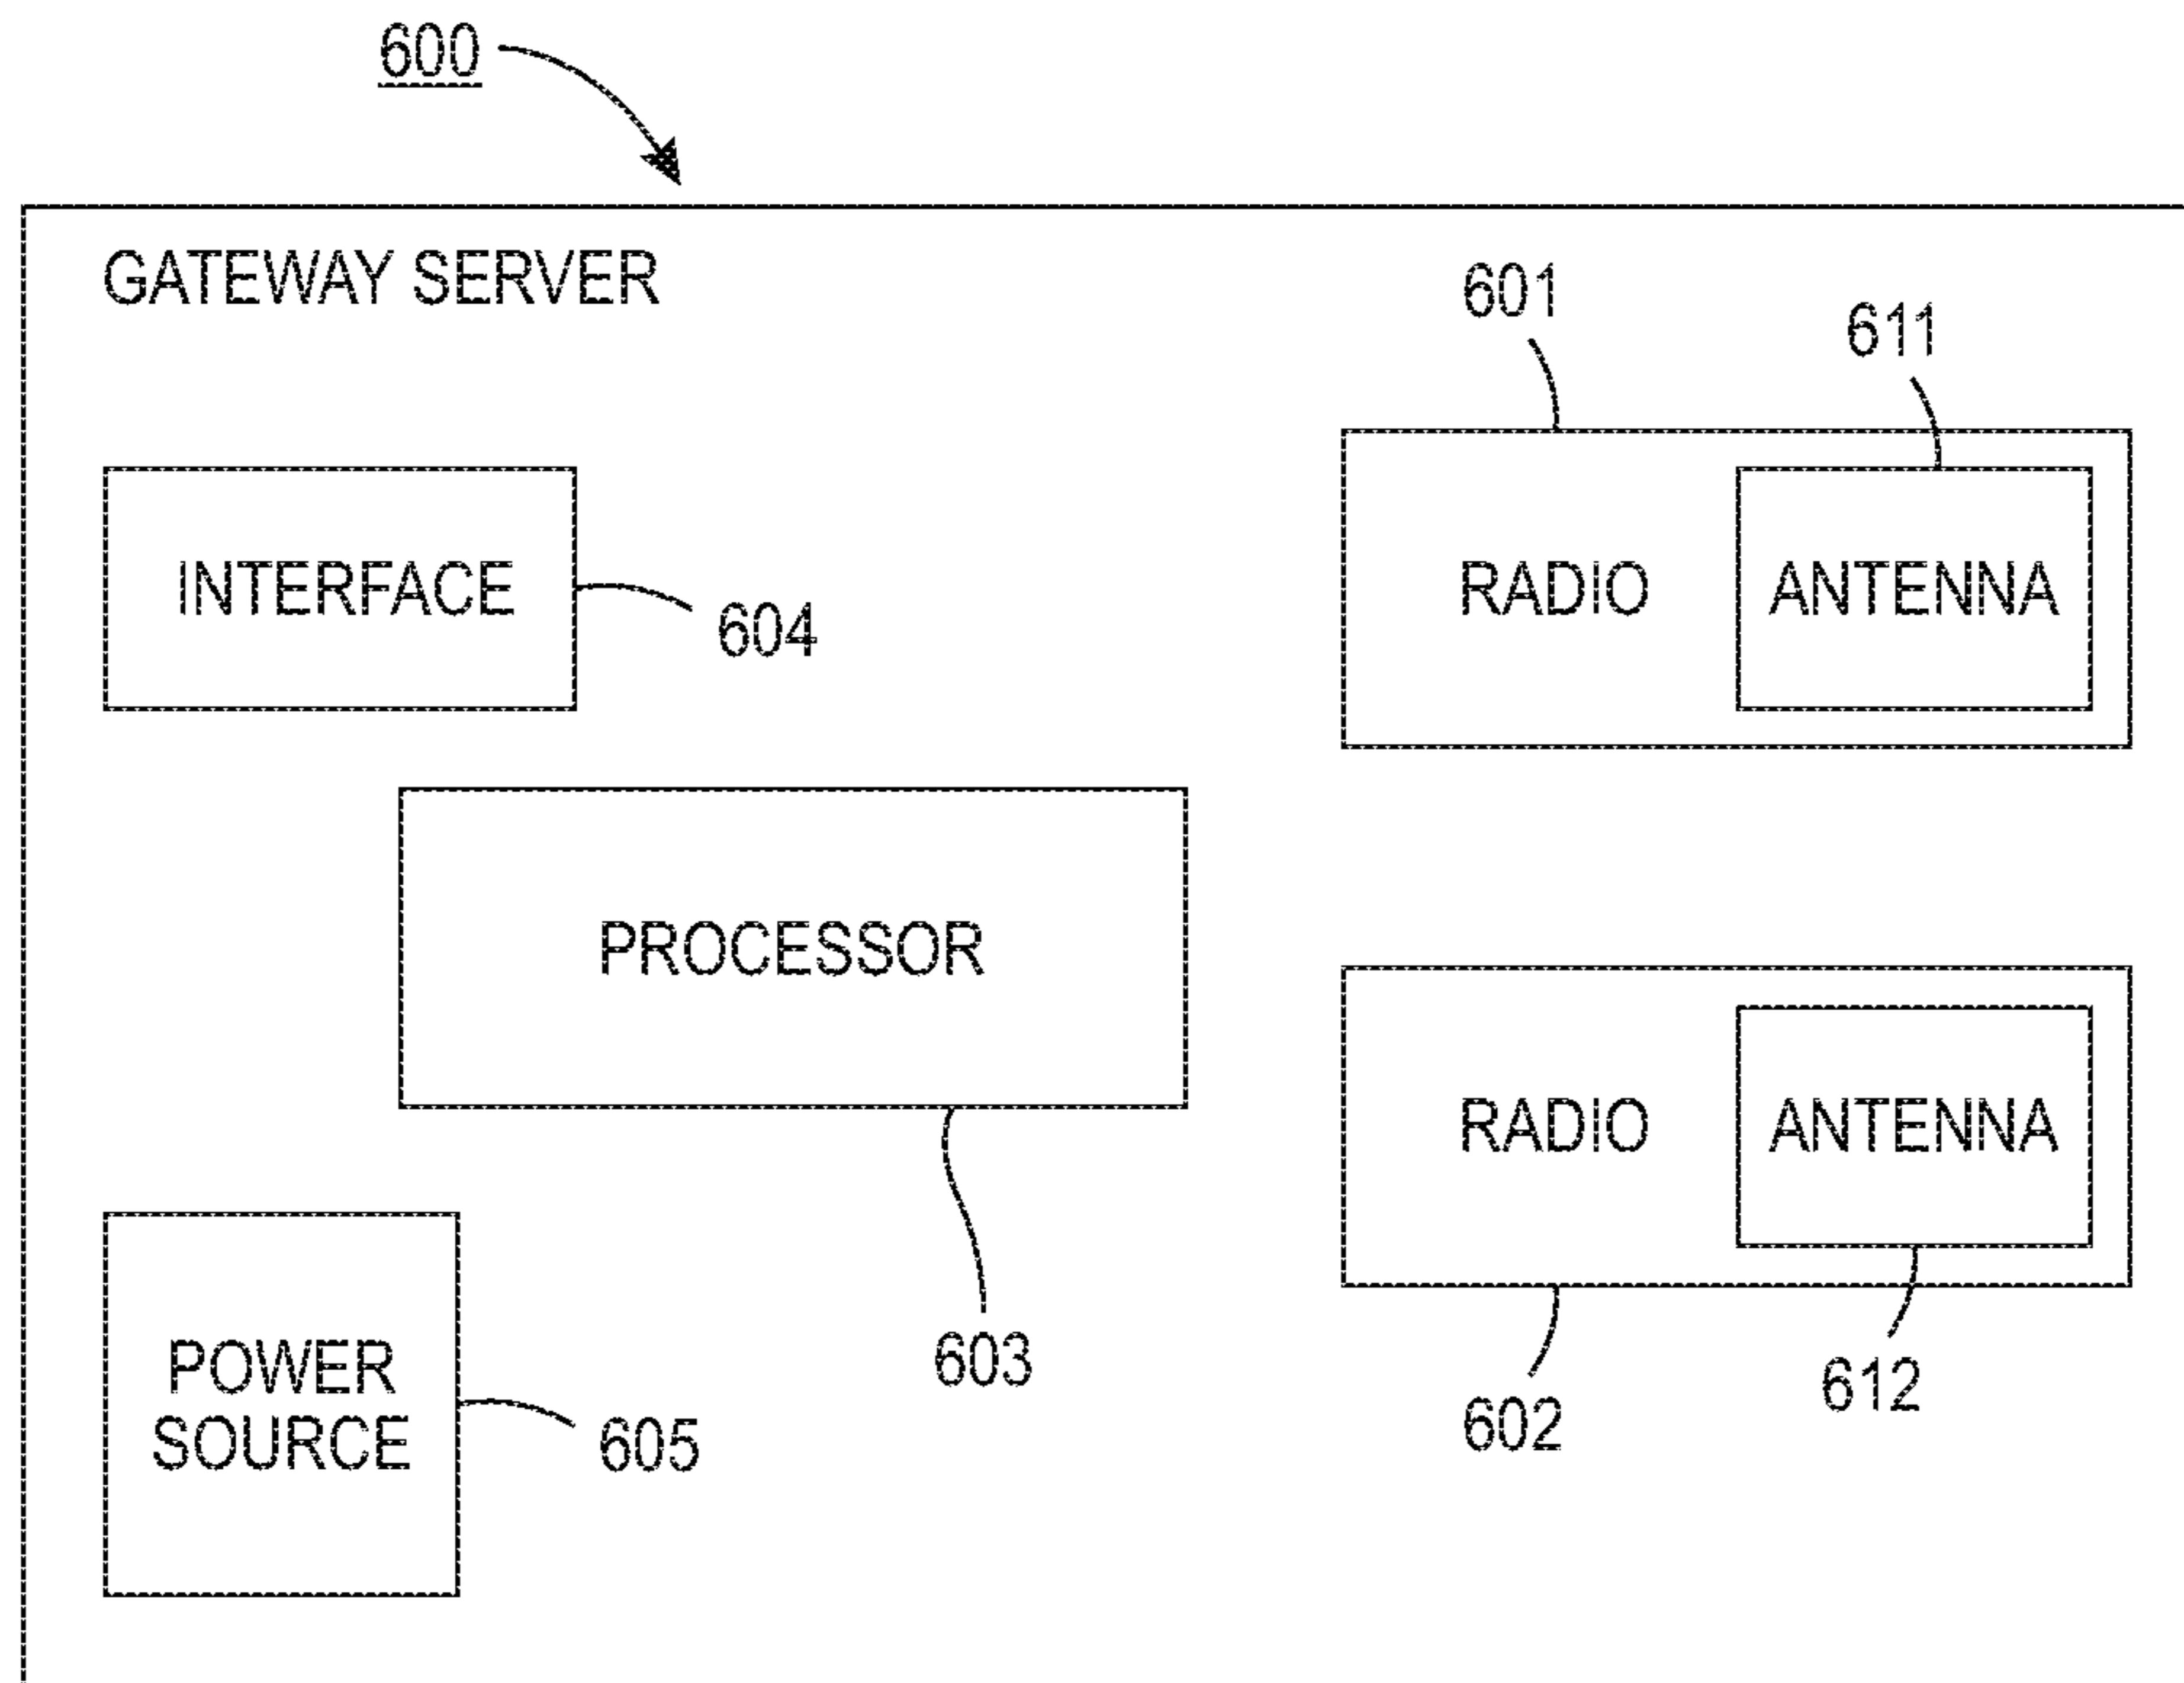 600
GATEWAY SERVER
601
611
INTERFACE
604
RADIO
ANTENNA
PROCESSOR
603
RADIO
ANTENNA
602
612
POWER
SOURCE
605